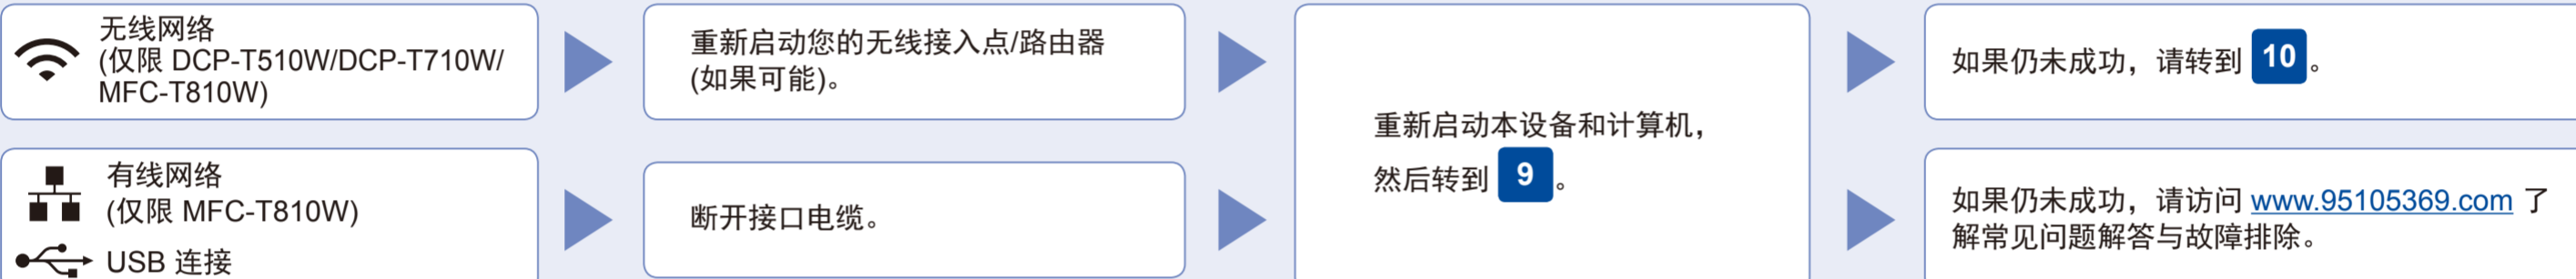 无线网络
(仅限 DCP-T510W/DCP-T710W/
MFC-T810W)
重新启动您的无线接入点/路由器
(如果可能)。
重新启动本设备和计算机，
然后转到 9 。
如果仍未成功，请转到 10 。
有线网络
(仅限 MFC-T810W)
USB 连接
断开接口电缆。
如果仍未成功，请访问 www.95105369.com 了
解常见问题解答与故障排除。